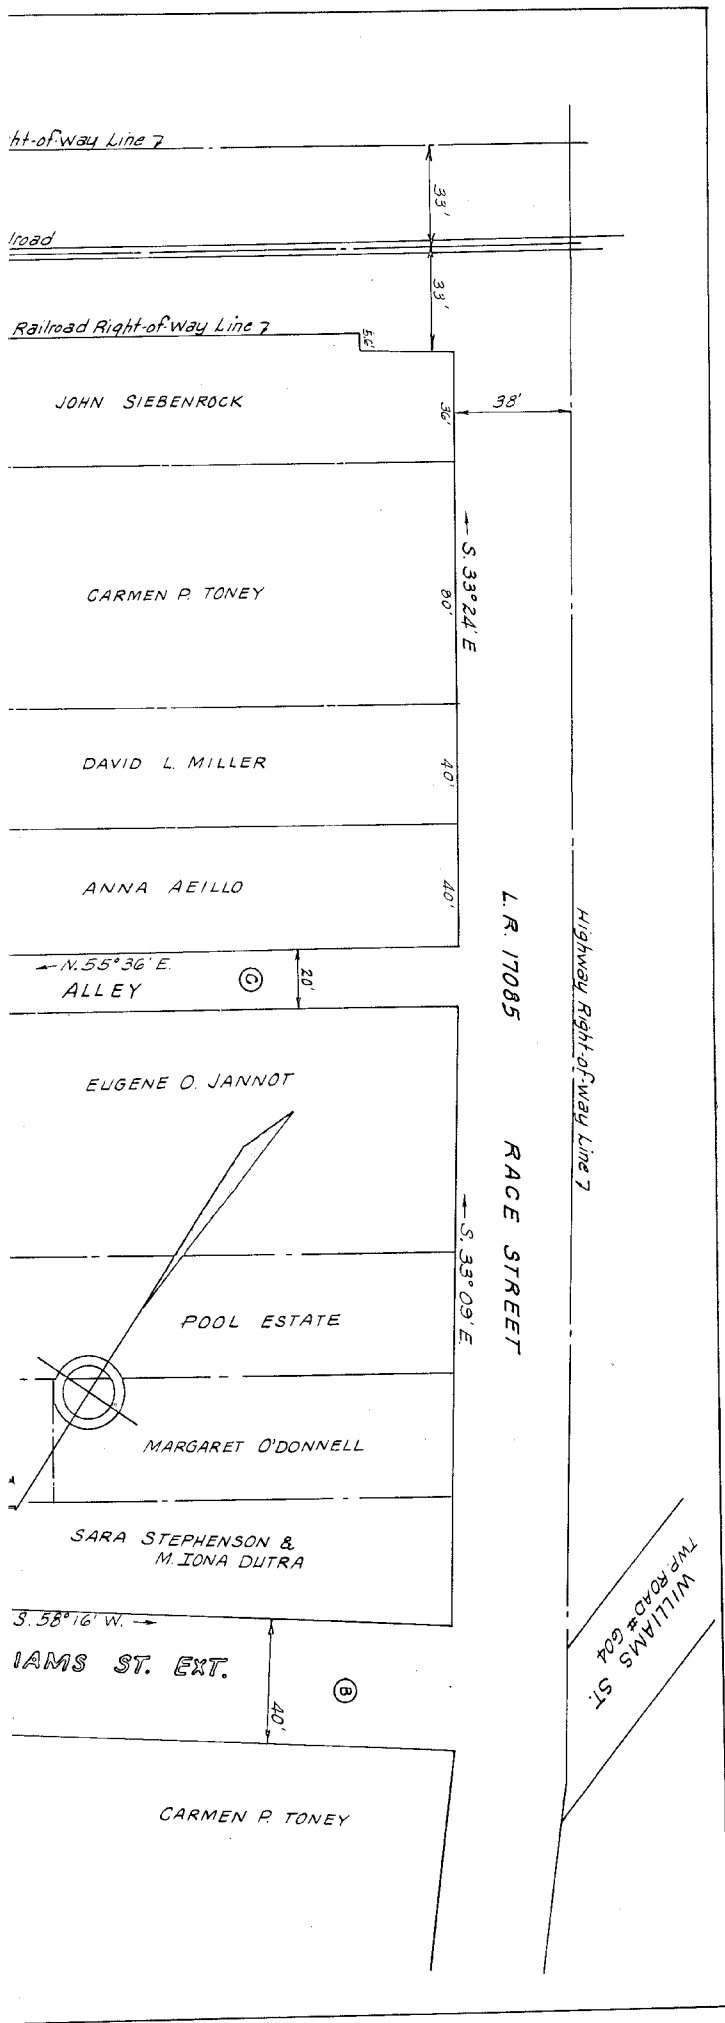 ht-of-Way Line
33'
lroad
33'
Railroad Right-of-Way Line
5.6'
JOHN SIEBENROCK
36'
38'
CARMEN P. TONEY
80'
S. 33°24' E
DAVID L. MILLER
40'
ANNA AEILLO
40'
L.R. 17085 RACE STREET
Highway Right-of-way Line
N. 55°36' E.
ALLEY
C
20'
EUGENE O. JANNOT
S. 33°09' E.
POOL ESTATE
MARGARET O'DONNELL
SARA STEPHENSON &
M. IONA DUTRA
WILLIAMS ST.
TWP. ROAD # 604
S. 58°16' W.
IAMS ST. EXT.
B
40'
CARMEN P. TONEY